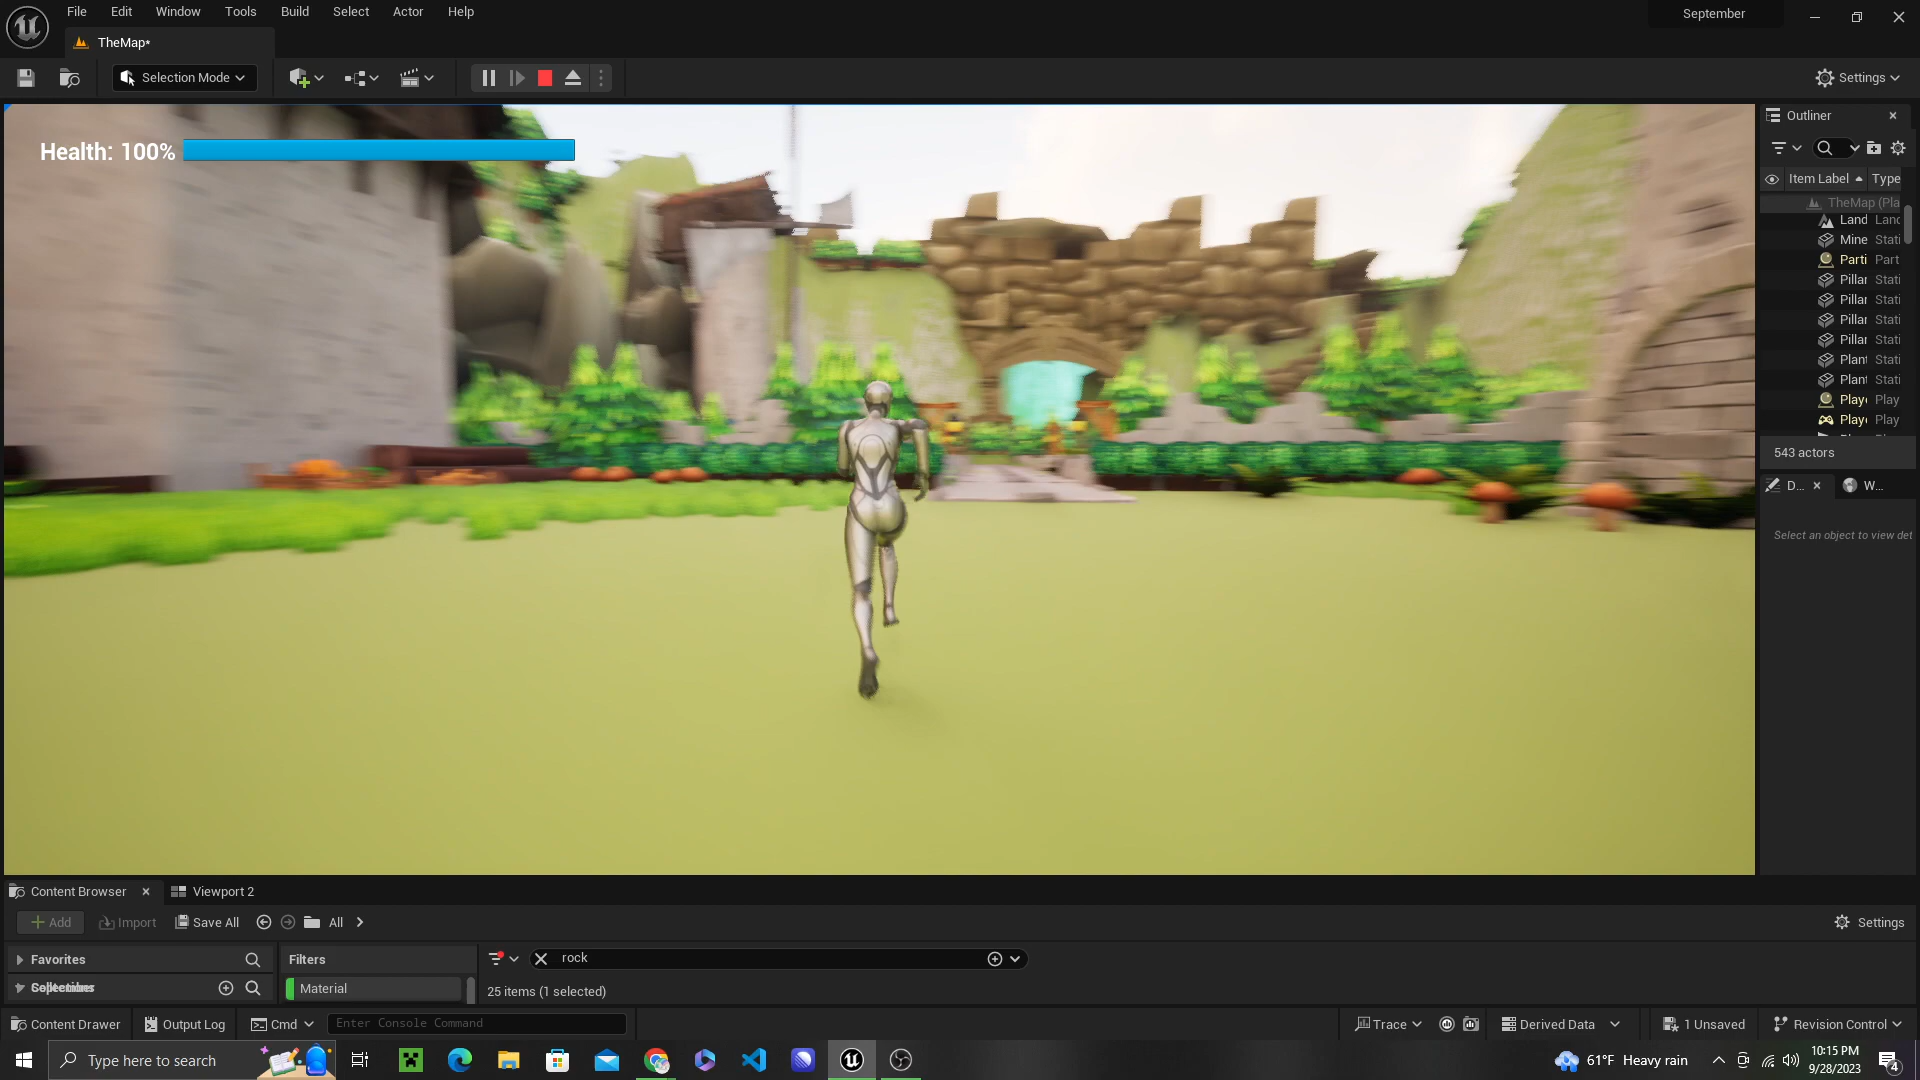 File Edit Window Tools Build Select Actor Help
September
TheMap*
Selection Mode
Settings
Health: 100%
Outliner
Item Label Type
TheMap (Pla
Land Land
Mine Stati
Parti Part
Pillar Stati
Pillar Stati
Pillar Stati
Pillar Stati
Plant Stati
Plant Stati
Playe Play
Playe Play
543 actors
D... W...
Select an object to view det
Content Browser Viewport 2
Add Import Save All All
Settings
Favorites Filters rock
Material
25 items (1 selected)
Content Drawer Output Log Cmd Enter Console Command Trace Derived Data 1 Unsaved Revision Control
Type here to search
61°F Heavy rain
10:15 PM
9/28/2023
4